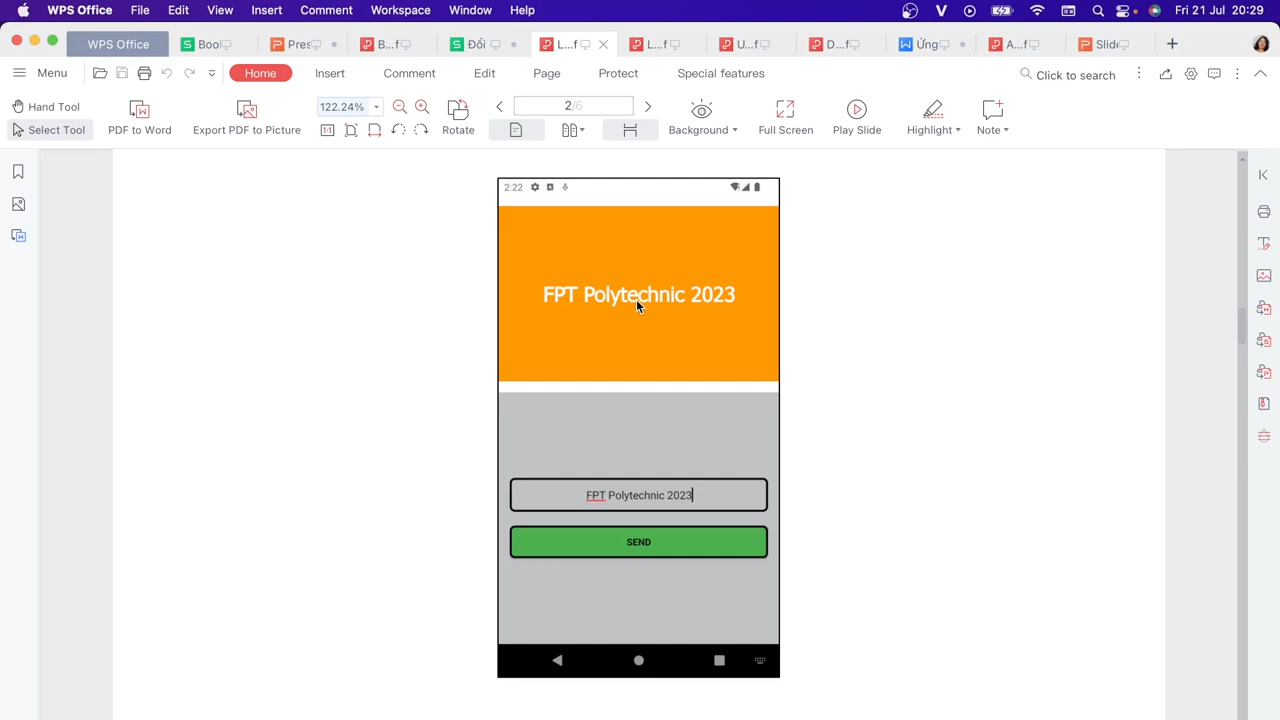 WPS Office File Edit View Insert Comment Workspace Window Help Fri 21 Jul 20:29
WPS Office Bool Pres B...f L...f L...f U...f D...f Ứng A...f Slide
Menu Home Insert Comment Edit Page Protect Special features Click to search
Hand Tool
Select Tool
PDF to Word
Export PDF to Picture
122.24%
Rotate
2/6
Background
Full Screen
Play Slide
Highlight
Note
2:22
FPT Polytechnic 2023
FPT Polytechnic 2023
SEND